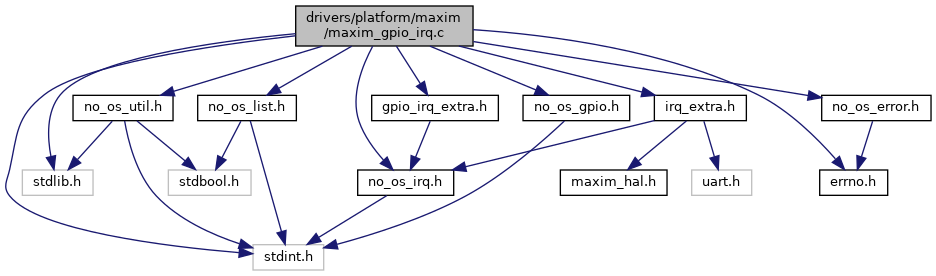 drivers/platform/maxim
/maxim_gpio_irq.c
no_os_util.h
no_os_list.h
gpio_irq_extra.h
no_os_gpio.h
irq_extra.h
no_os_error.h
stdlib.h
stdbool.h
no_os_irq.h
maxim_hal.h
uart.h
errno.h
stdint.h